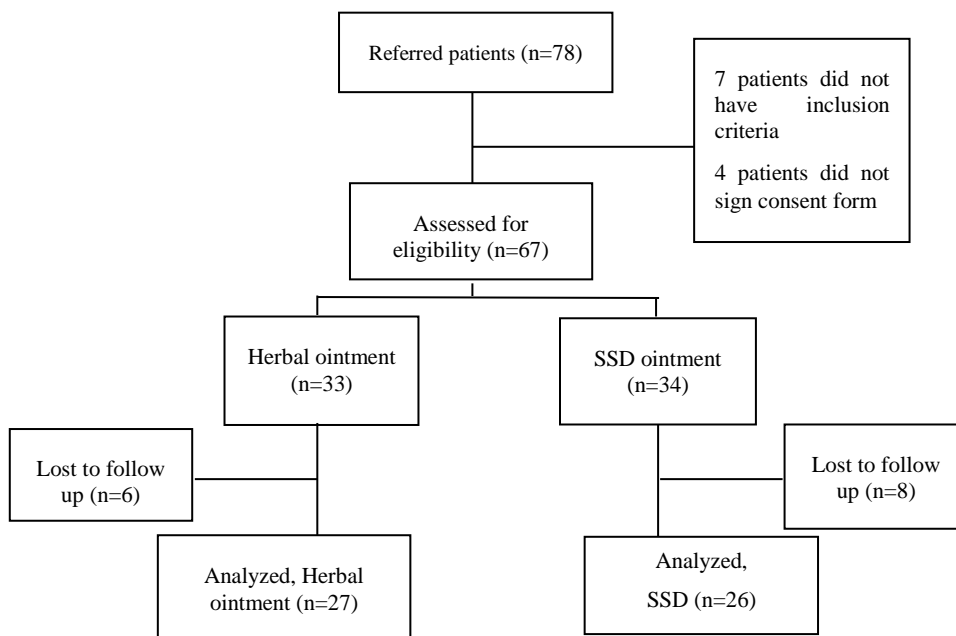 Referred patients (n=78)
7 patients did not
have inclusion
criteria
4 patients did not
sign consent form
Assessed for
eligibility (n=67)
Herbal ointment
(n=33)
SSD ointment
(n=34)
Lost to follow
up (n=6)
Lost to follow
up (n=8)
Analyzed, Herbal
ointment (n=27)
Analyzed,
SSD (n=26)